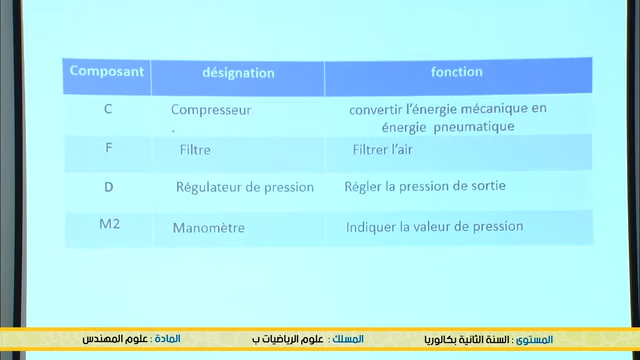 Composant désignation fonction
C Compresseur convertir l'énergie mécanique en
énergie pneumatique
F Filtre Filtrer l'air
D Régulateur de pression Régler la pression de sortie
M2 Manomètre Indiquer la valeur de pression
المستوى : السنة الثانية بكالوريا المسلك : علوم الرياضيات ب المادة : علوم المهندس